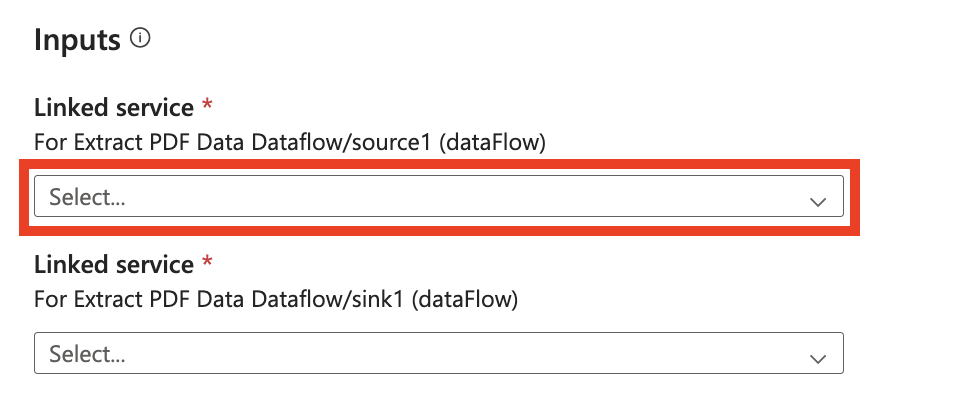 Inputs
Linked service *
For Extract PDF Data Dataflow/source1 (dataFlow)
Select...
Linked service *
For Extract PDF Data Dataflow/sink1 (dataFlow)
Select...